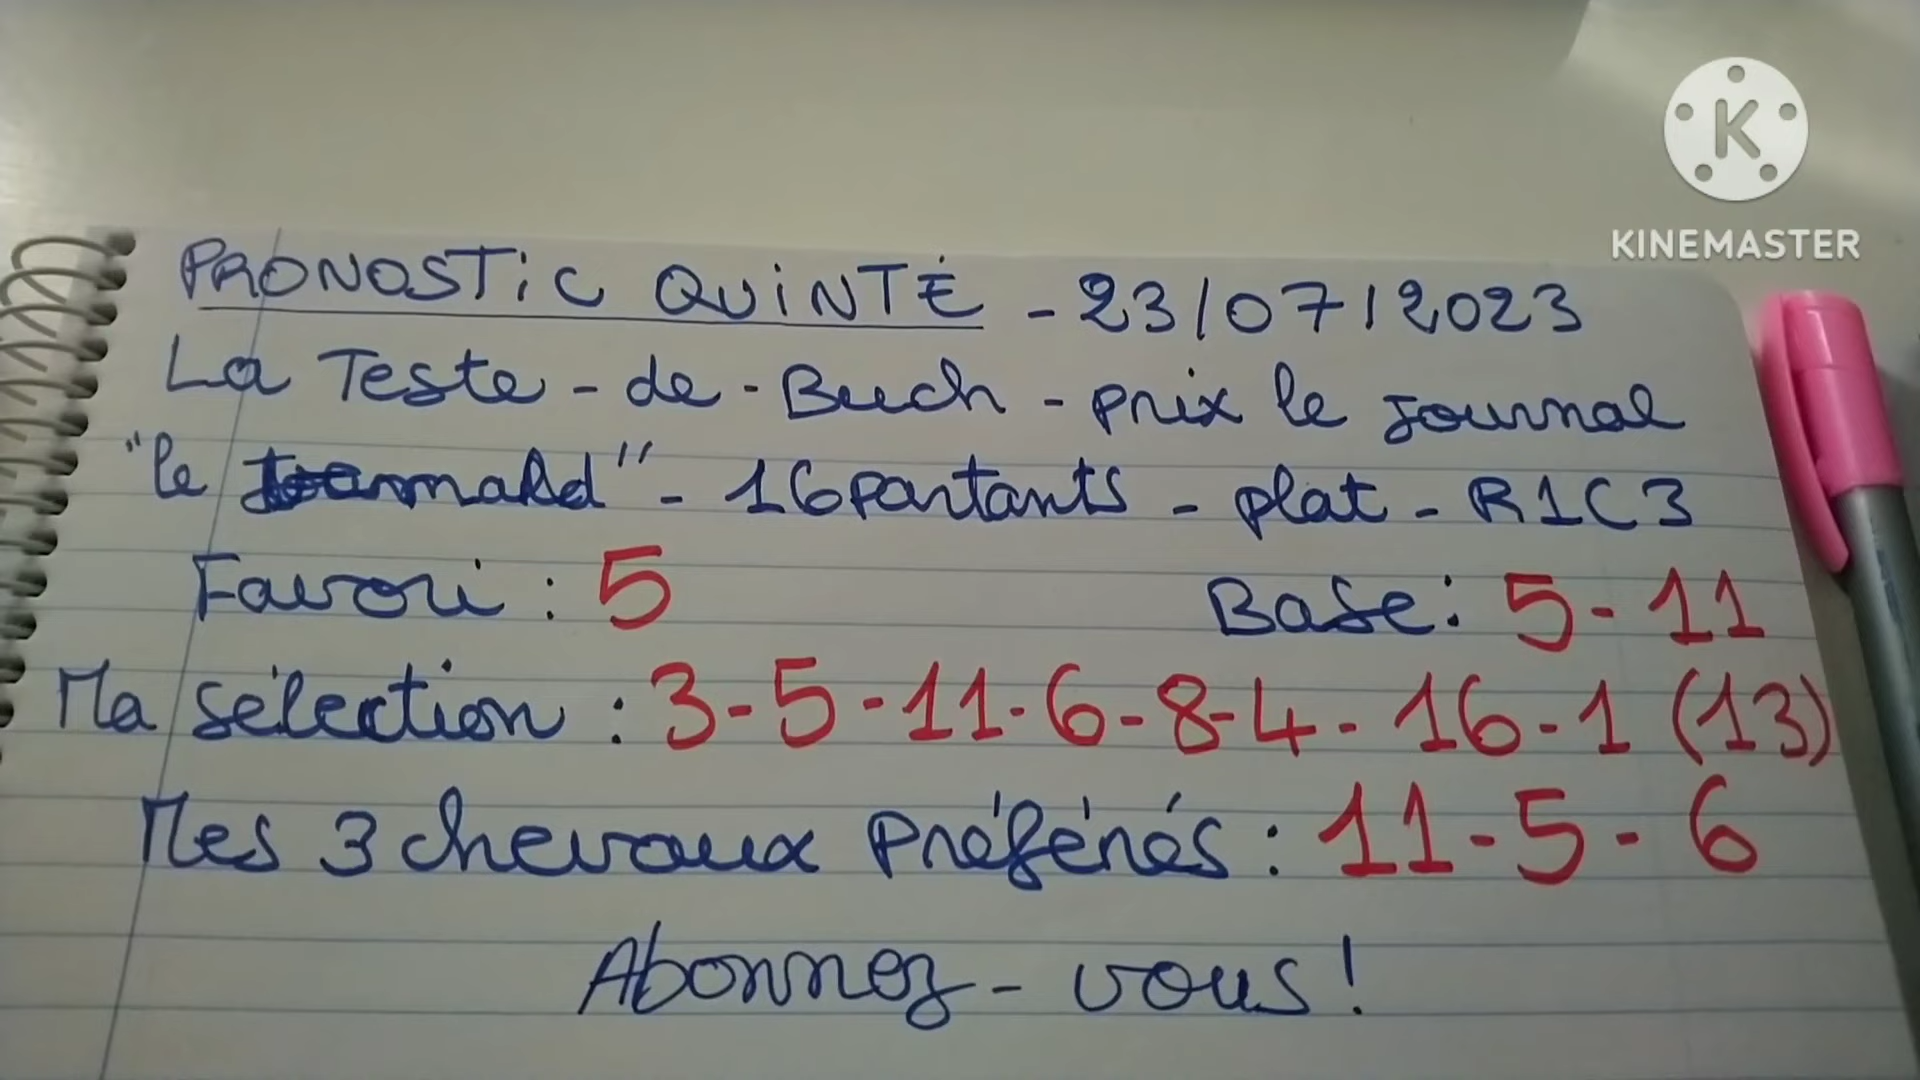 KINEMASTER
PRONOSTIC QUINTÉ - 23/07/2023
La Teste-de-Buch - prix le journal
"le " - 16 partants - plat - R1C3
Favori : 5 Base : 5-11
Ma sélection : 3-5-11-6-8-4-16-1 (13)
Mes 3 chevaux préférés : 11-5-6
Abonnez-vous !